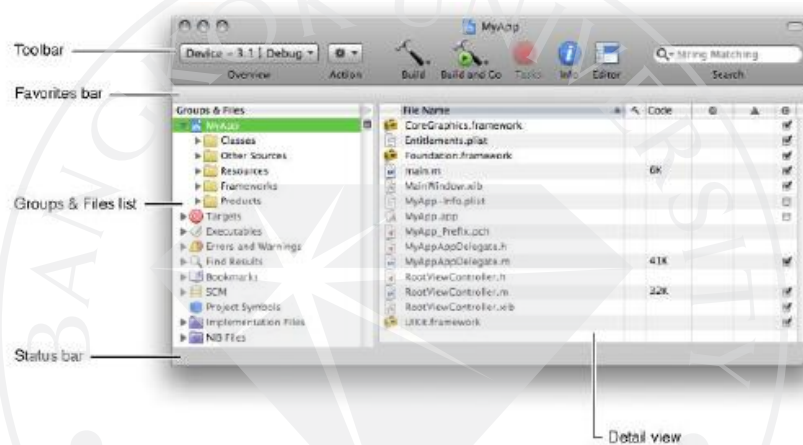 MyApp
Toolbar
Device - 3.1 | Debug
Overview
Action
Build
Build and Go
Tasks
Info
Editor
String Matching
Search
Favorites bar
Groups & Files
MyApp
Classes
Other Sources
Resources
Frameworks
Products
Targets
Executables
Errors and Warnings
Find Results
Bookmarks
SCM
Project Symbols
Implementation Files
NIB Files
Groups & Files list
File Name
Code
CoreGraphics.framework
Entitlements.plist
Foundation.framework
main.m 6K
MainWindow.xib
MyApp-Info.plist
MyApp.app
MyApp_Prefix.pch
MyAppAppDelegate.h
MyAppAppDelegate.m 41K
RootViewController.h
RootViewController.m 32K
RootViewController.xib
UIKit.framework
Status bar
Detail view
BANGKOK UNIVERSITY